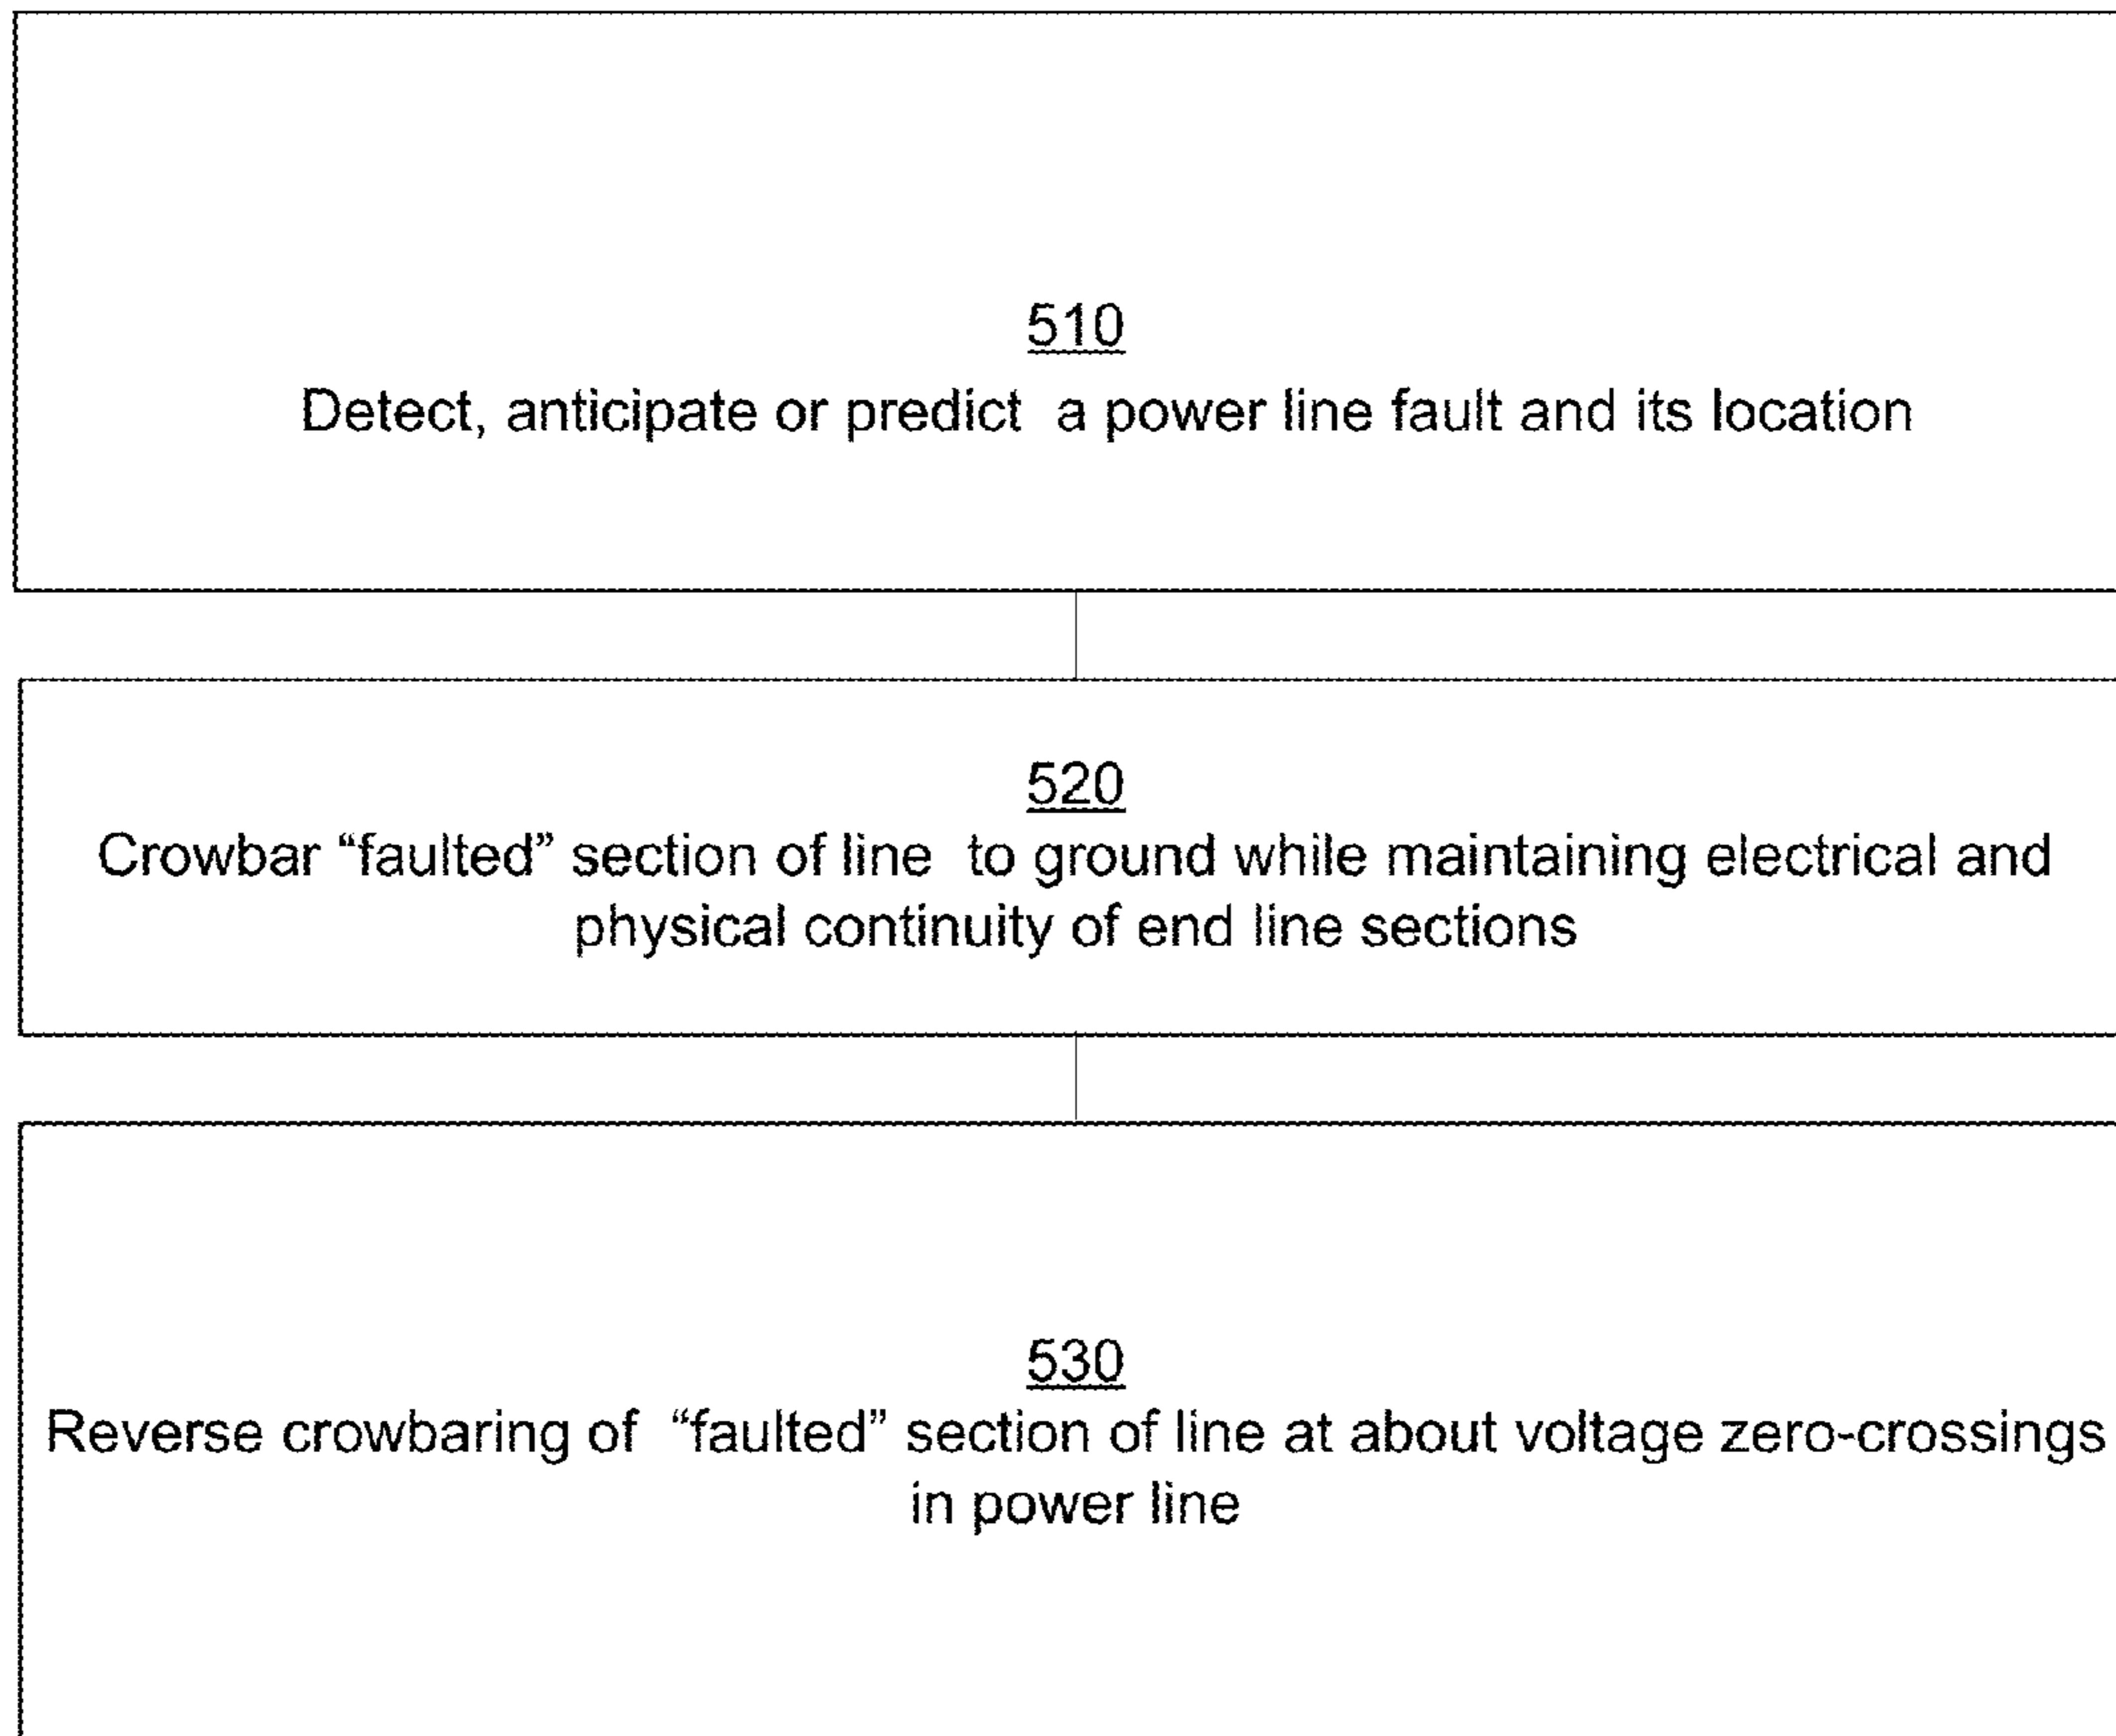 510
Detect, anticipate or predict a power line fault and its location
520
Crowbar “faulted” section of line to ground while maintaining electrical and
physical continuity of end line sections
530
Reverse crowbaring of “faulted” section of line at about voltage zero-crossings
in power line